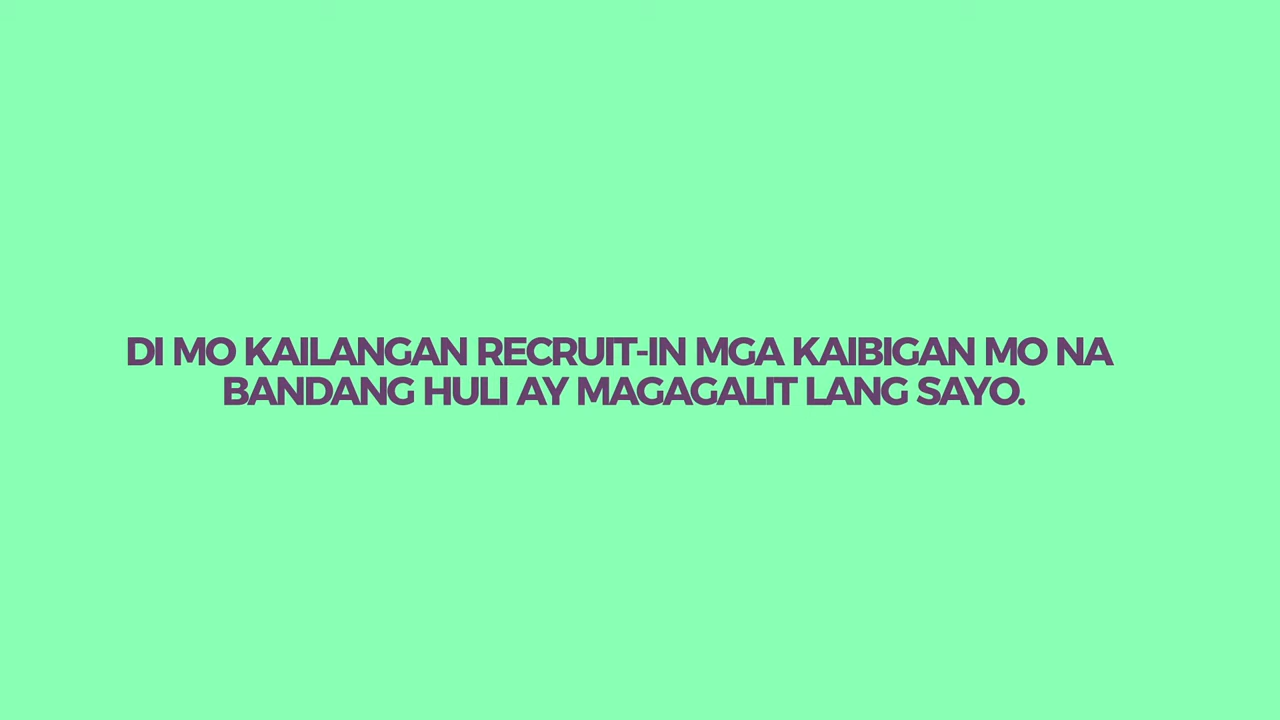 DI MO KAILANGAN RECRUIT-IN MGA KAIBIGAN MO NA
BANDANG HULI AY MAGAGALIT LANG SAYO.